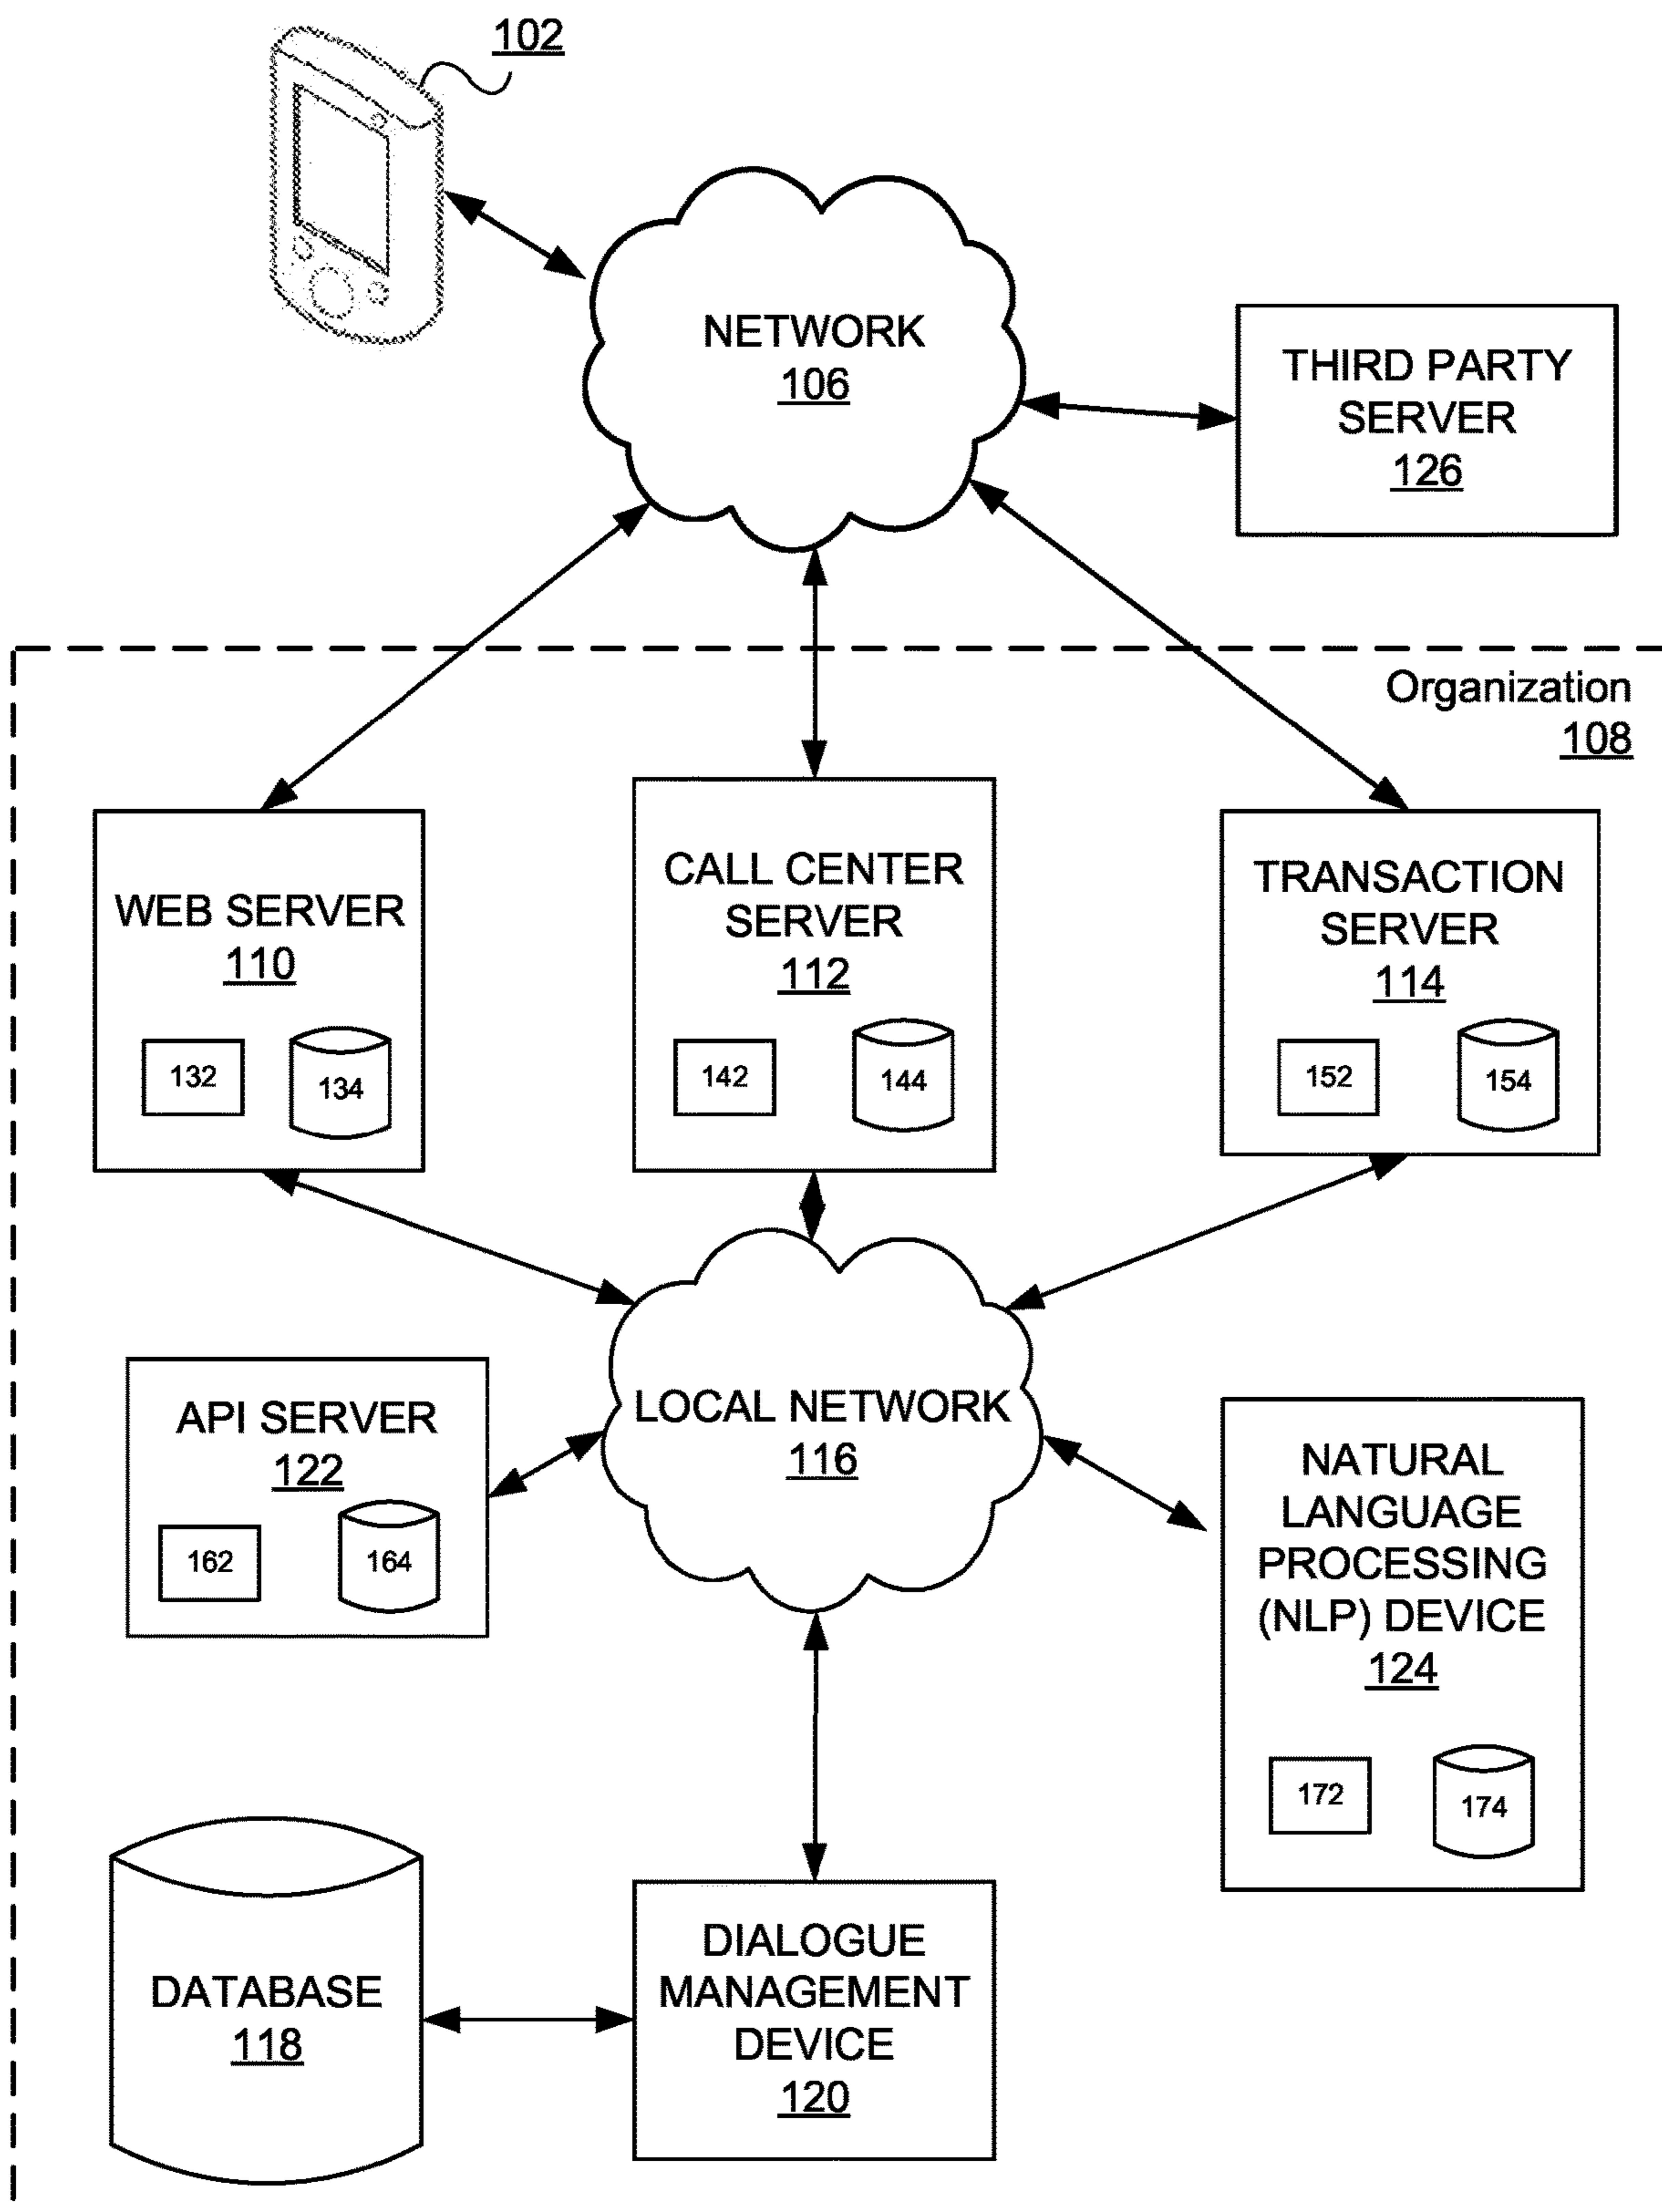 102
NETWORK
106
THIRD PARTY
SERVER
126
Organization
108
WEB SERVER
110
132
134
CALL CENTER
SERVER
112
142
144
TRANSACTION
SERVER
114
152
154
API SERVER
122
162
164
LOCAL NETWORK
116
NATURAL
LANGUAGE
PROCESSING
(NLP) DEVICE
124
172
174
DATABASE
118
DIALOGUE
MANAGEMENT
DEVICE
120